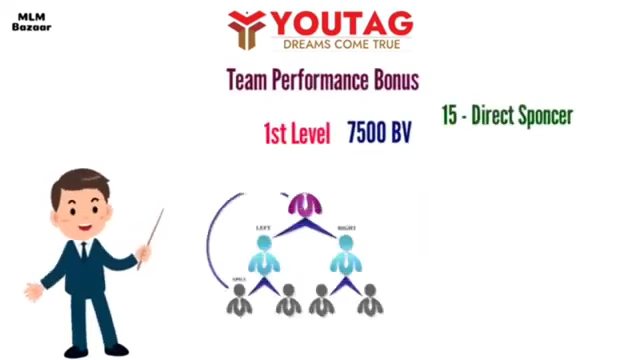 MLM
Bazaar
YOUTAG
DREAMS COME TRUE
Team Performance Bonus
15 - Direct Sponcer
1st Level 7500 BV
LEFT RIGHT